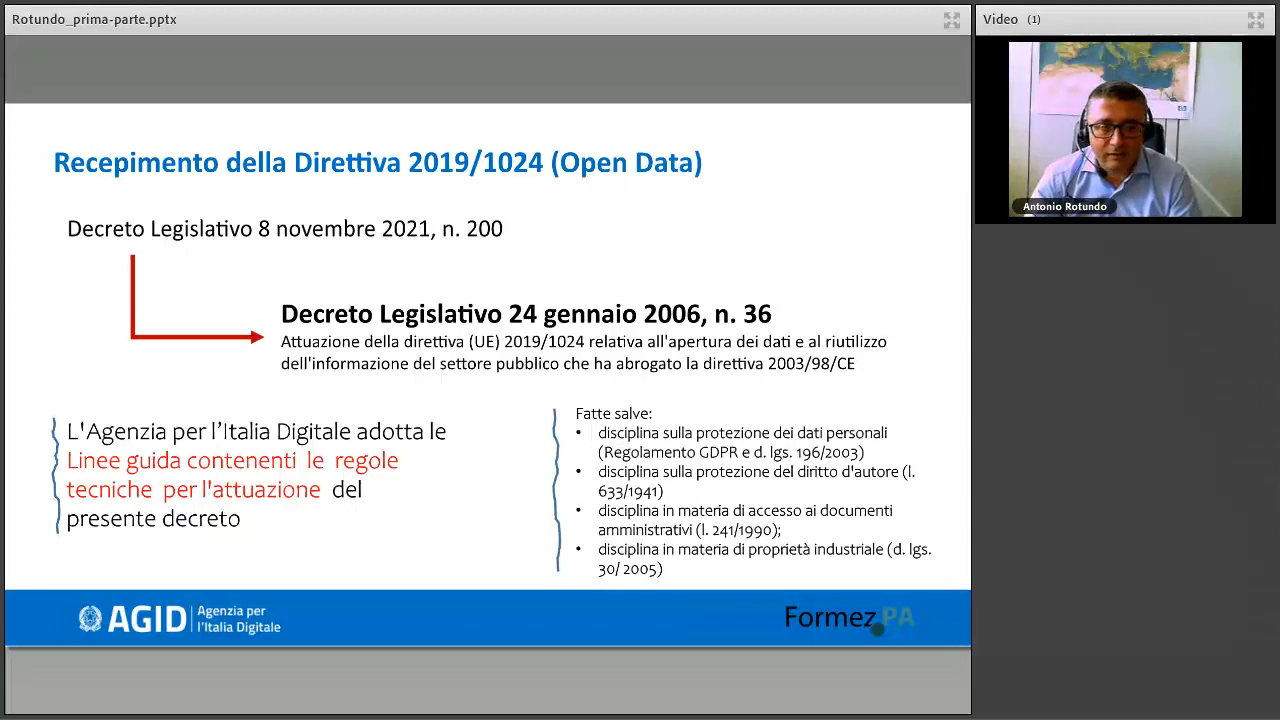 Rotundo_prima-parte.pptx
Video (1)
Antonio Rotundo
Recepimento della Direttiva 2019/1024 (Open Data)
Decreto Legislativo 8 novembre 2021, n. 200
Decreto Legislativo 24 gennaio 2006, n. 36
Attuazione della direttiva (UE) 2019/1024 relativa all'apertura dei dati e al riutilizzo
dell'informazione del settore pubblico che ha abrogato la direttiva 2003/98/CE
L'Agenzia per l’Italia Digitale adotta le
Linee guida contenenti le regole
tecniche per l'attuazione del
presente decreto
Fatte salve:
• disciplina sulla protezione dei dati personali
(Regolamento GDPR e d. lgs. 196/2003)
• disciplina sulla protezione del diritto d'autore (l.
633/1941)
• disciplina in materia di accesso ai documenti
amministrativi (l. 241/1990);
• disciplina in materia di proprietà industriale (d. lgs.
30/ 2005)
AGID
Agenzia per
l'Italia Digitale
Formez PA